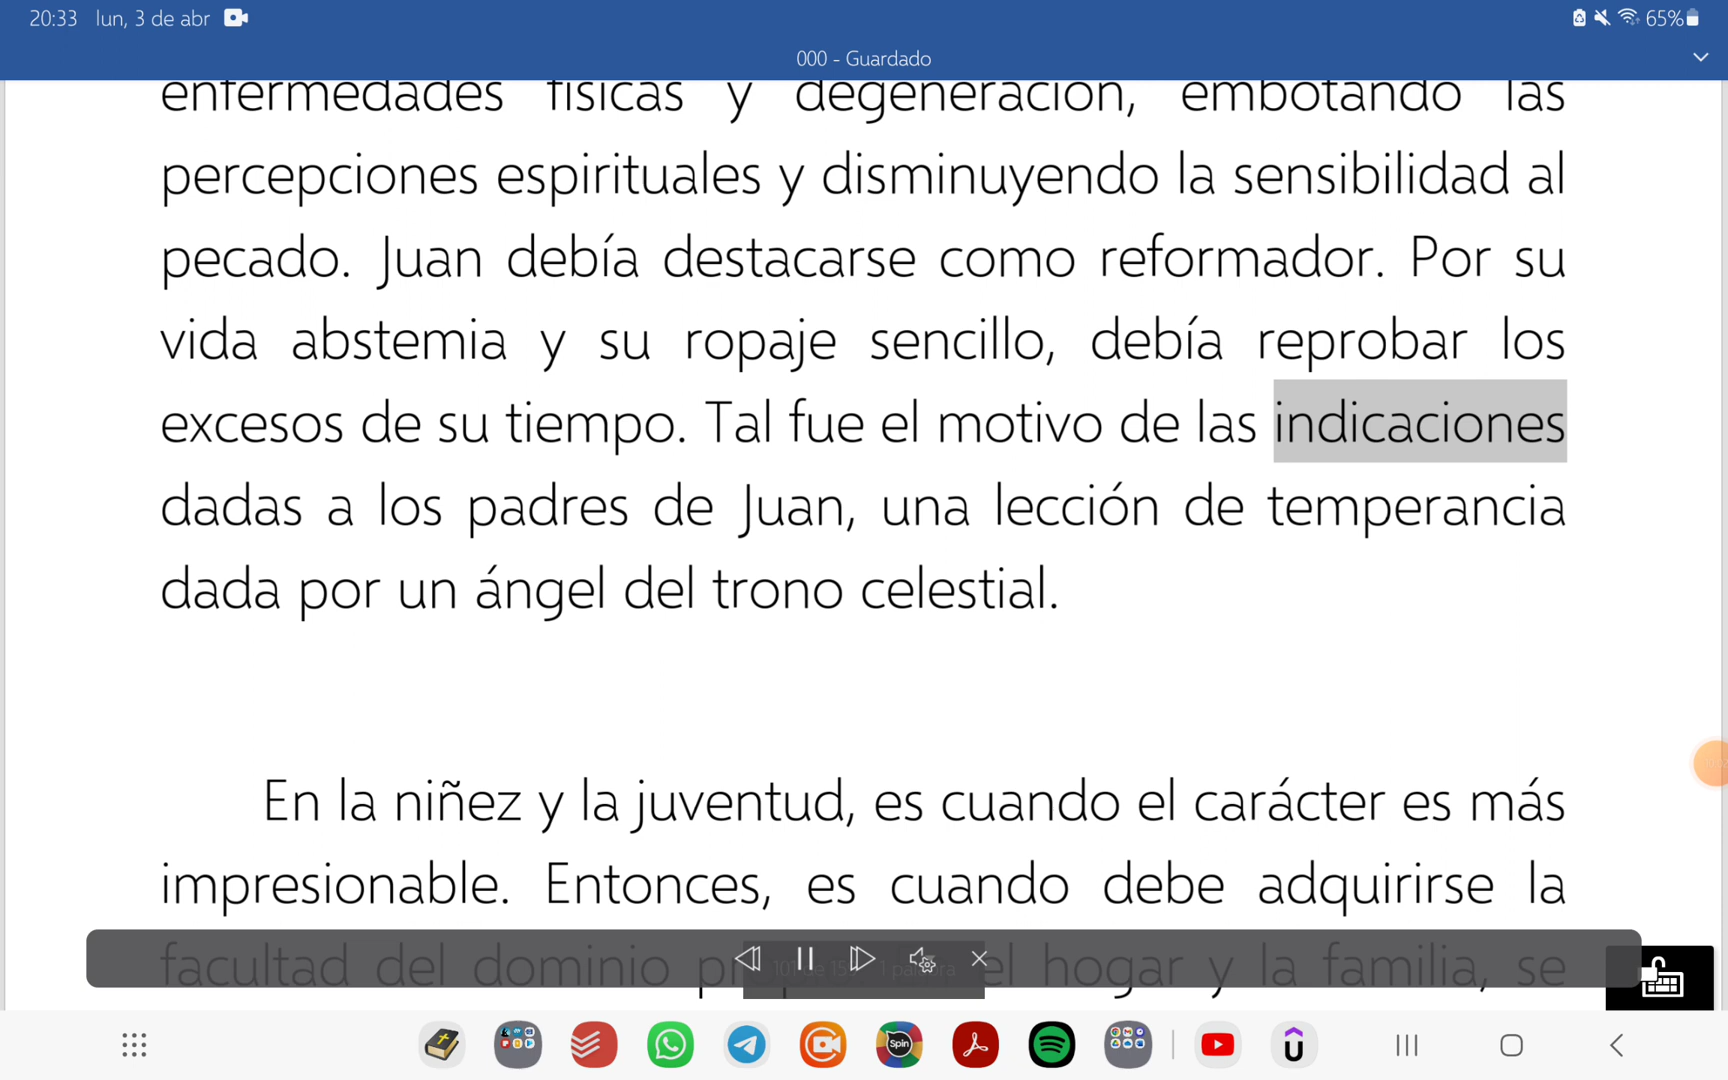 20:33 lun, 3 de abr 65%
000 - Guardado
enfermedades físicas y degeneración, embotando las
percepciones espirituales y disminuyendo la sensibilidad al
pecado. Juan debía destacarse como reformador. Por su
vida abstemia y su ropaje sencillo, debía reprobar los
excesos de su tiempo. Tal fue el motivo de las indicaciones
dadas a los padres de Juan, una lección de temperancia
dada por un ángel del trono celestial.
En la niñez y la juventud, es cuando el carácter es más
impresionable. Entonces, es cuando debe adquirirse la
facultad del dominio el hogar y la familia, se
Spin